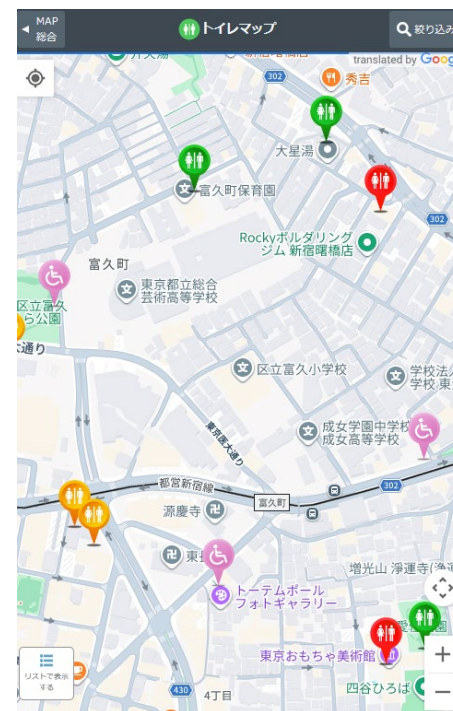 ◂ MAP
総合
トイレマップ
絞り込み
translated by Goog
302
秀吉
大星湯
富久町保育園
302
Rockyボルダリング
ジム 新宿曙橋店
富久町
東京都立総合
芸術高等学校
区立富久
ら公園
大通り
区立富久小学校
学校法人
学校 東
東京医大通り
成女学園中学校
成女高等学校
都営新宿線
302
富久町
源慶寺
東長
増光山 淨運寺(浄
トーテムポール
フォトギャラリー
東京おもちゃ美術館
リストで表示
する
430
4丁目
四谷ひろば
+
−